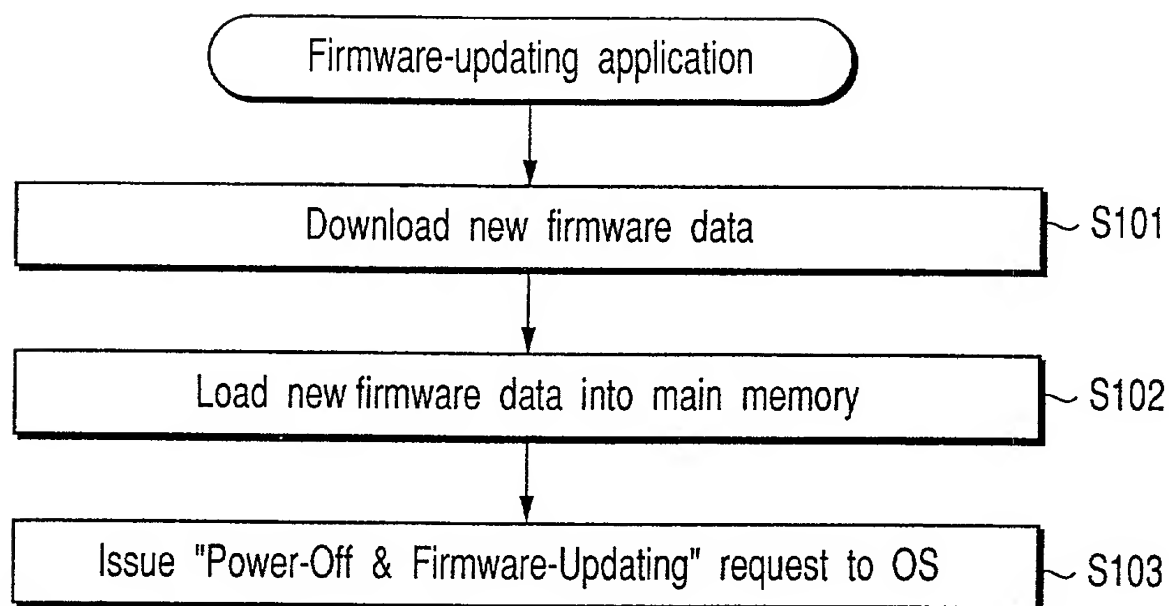 Firmware-updating application
Download new firmware data
S101
Load new firmware data into main memory
S102
Issue "Power-Off & Firmware-Updating" request to OS
S103